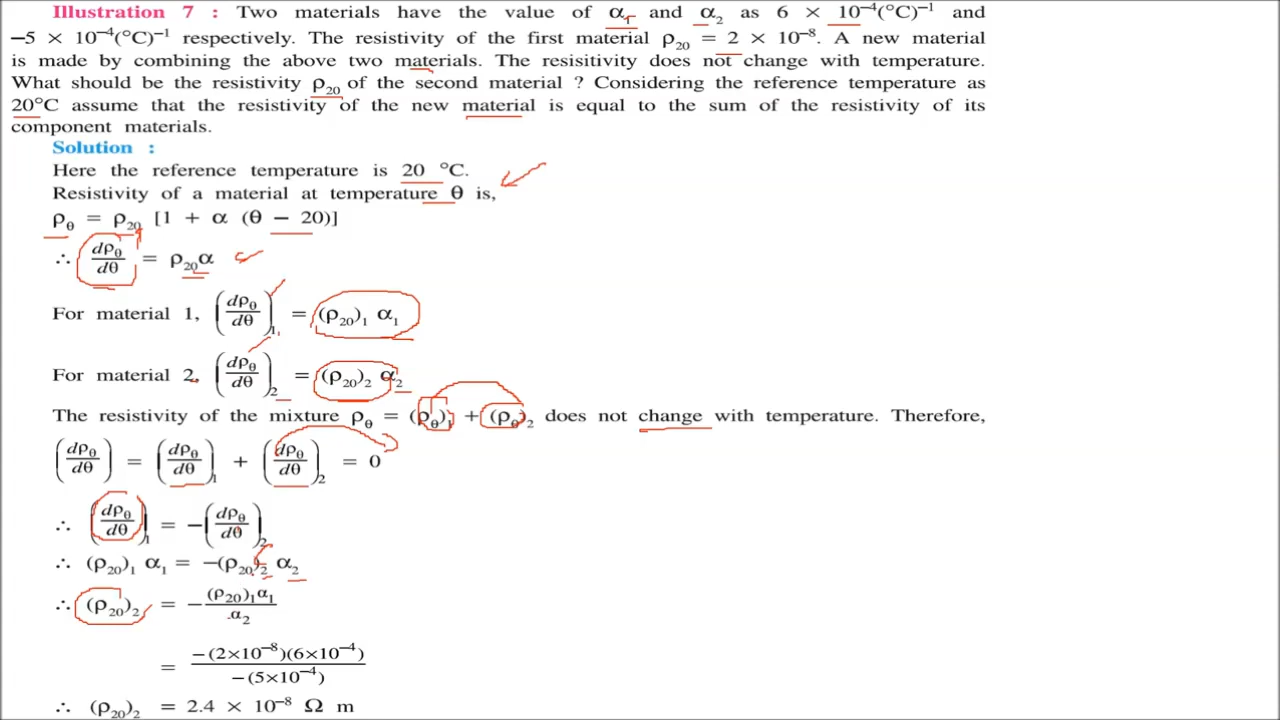 Illustration 7 : Two materials have the value of α₁ and α₂ as 6 × 10⁻⁴(°C)⁻¹ and
−5 × 10⁻⁴(°C)⁻¹ respectively. The resistivity of the first material ρ₂₀ = 2 × 10⁻⁸. A new material
is made by combining the above two materials. The resisitivity does not change with temperature.
What should be the resistivity ρ₂₀ of the second material ? Considering the reference temperature as
20°C assume that the resistivity of the new material is equal to the sum of the resistivity of its
component materials.
Solution :
Here the reference temperature is 20 °C.
Resistivity of a material at temperature θ is,
ρθ = ρ₂₀ [1 + α (θ − 20)]
∴ dρθ/dθ = ρ₂₀α
For material 1, (dρθ/dθ)₁ = (ρ₂₀)₁ α₁
For material 2, (dρθ/dθ)₂ = (ρ₂₀)₂ α₂
The resistivity of the mixture ρθ = (ρθ)₁ + (ρθ)₂ does not change with temperature. Therefore,
(dρθ/dθ) = (dρθ/dθ)₁ + (dρθ/dθ)₂ = 0
∴ (dρθ/dθ)₁ = −(dρθ/dθ)₂
∴ (ρ₂₀)₁ α₁ = −(ρ₂₀)₂ α₂
∴ (ρ₂₀)₂ = −(ρ₂₀)₁α₁/α₂
= −(2×10⁻⁸)(6×10⁻⁴)/−(5×10⁻⁴)
∴ (ρ₂₀)₂ = 2.4 × 10⁻⁸ Ω m